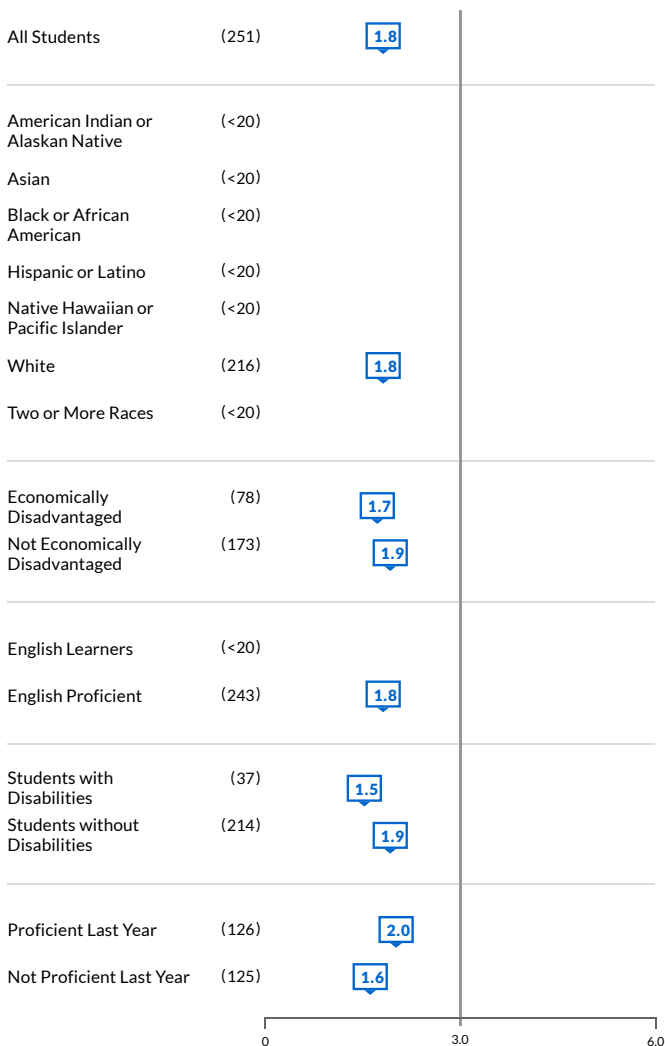 All Students (251) 1.8
American Indian or (<20)
Alaskan Native
Asian (<20)
Black or African (<20)
American
Hispanic or Latino (<20)
Native Hawaiian or (<20)
Pacific Islander
White (216) 1.8
Two or More Races (<20)
Economically (78) 1.7
Disadvantaged
Not Economically (173) 1.9
Disadvantaged
English Learners (<20)
English Proficient (243) 1.8
Students with (37) 1.5
Disabilities
Students without (214) 1.9
Disabilities
Proficient Last Year (126) 2.0
Not Proficient Last Year (125) 1.6
0 3.0 6.0